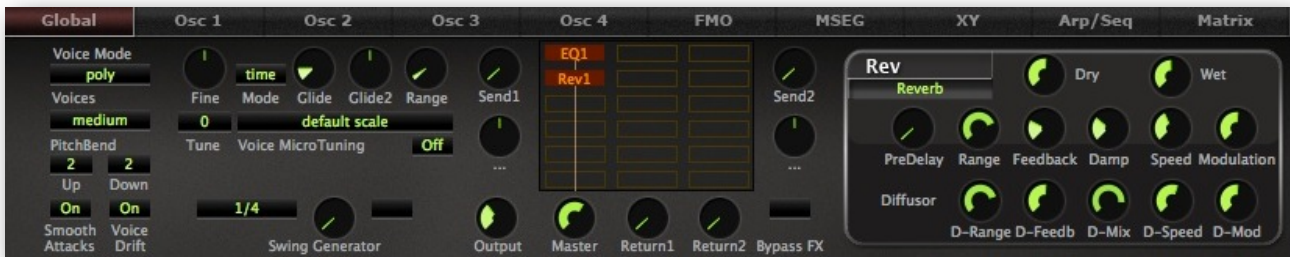 Global Osc 1 Osc 2 Osc 3 Osc 4 FMO MSEG XY Arp/Seq Matrix
Voice Mode
poly
Voices
medium
PitchBend
2 2
Up Down
On On
Smooth Voice
Attacks Drift
time
Fine Mode Glide Glide2 Range
0 default scale
Tune Voice MicroTuning Off
1/4
Swing Generator
Send1
...
Output
EQ1
Rev1
Master Return1 Return2
Send2
...
Bypass FX
Rev
Reverb
Dry Wet
PreDelay Range Feedback Damp Speed Modulation
Diffusor
D-Range D-Feedb D-Mix D-Speed D-Mod